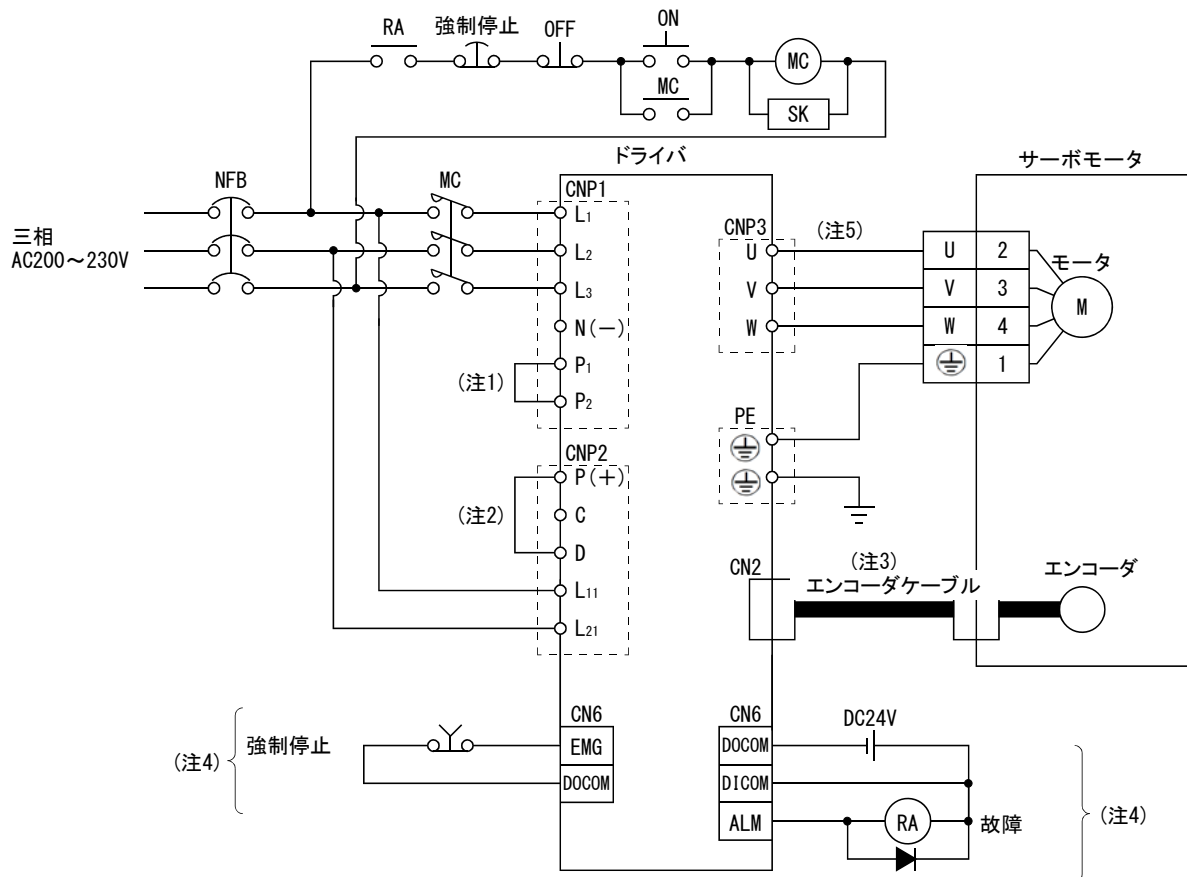 RA
強制停止
OFF
ON
MC
MC
SK
ドライバ
サーボモータ
NFB
MC
CNP1
三相
AC200～230V
L1
L2
L3
N(－)
P1
P2
(注1)
CNP3
U
V
W
(注5)
U 2
V 3
W 4
1
モータ
M
PE
CNP2
P(＋)
C
D
L11
L21
(注2)
CN2
(注3)
エンコーダケーブル
エンコーダ
(注4)
強制停止
CN6
EMG
DOCOM
CN6
DOCOM
DICOM
ALM
DC24V
RA
故障
(注4)